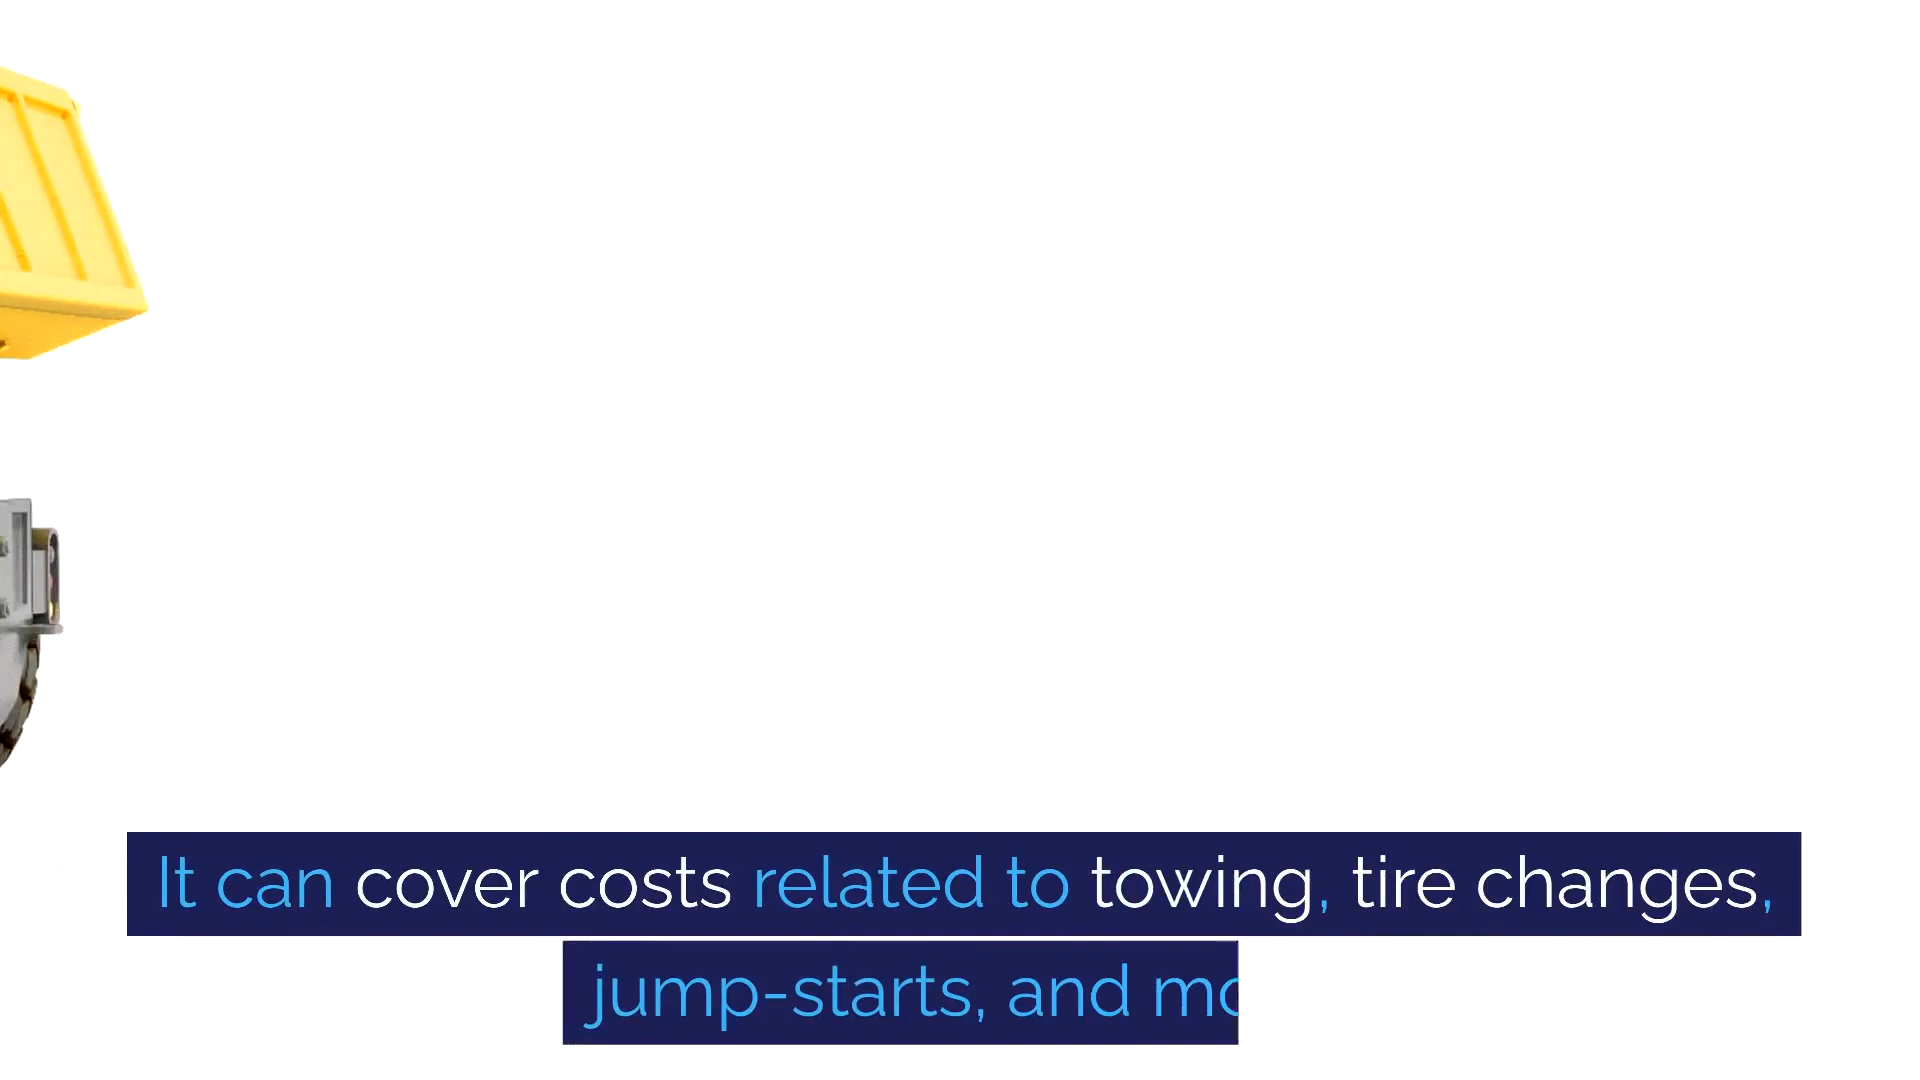 It can cover costs related to towing, tire changes,
jump-starts, and